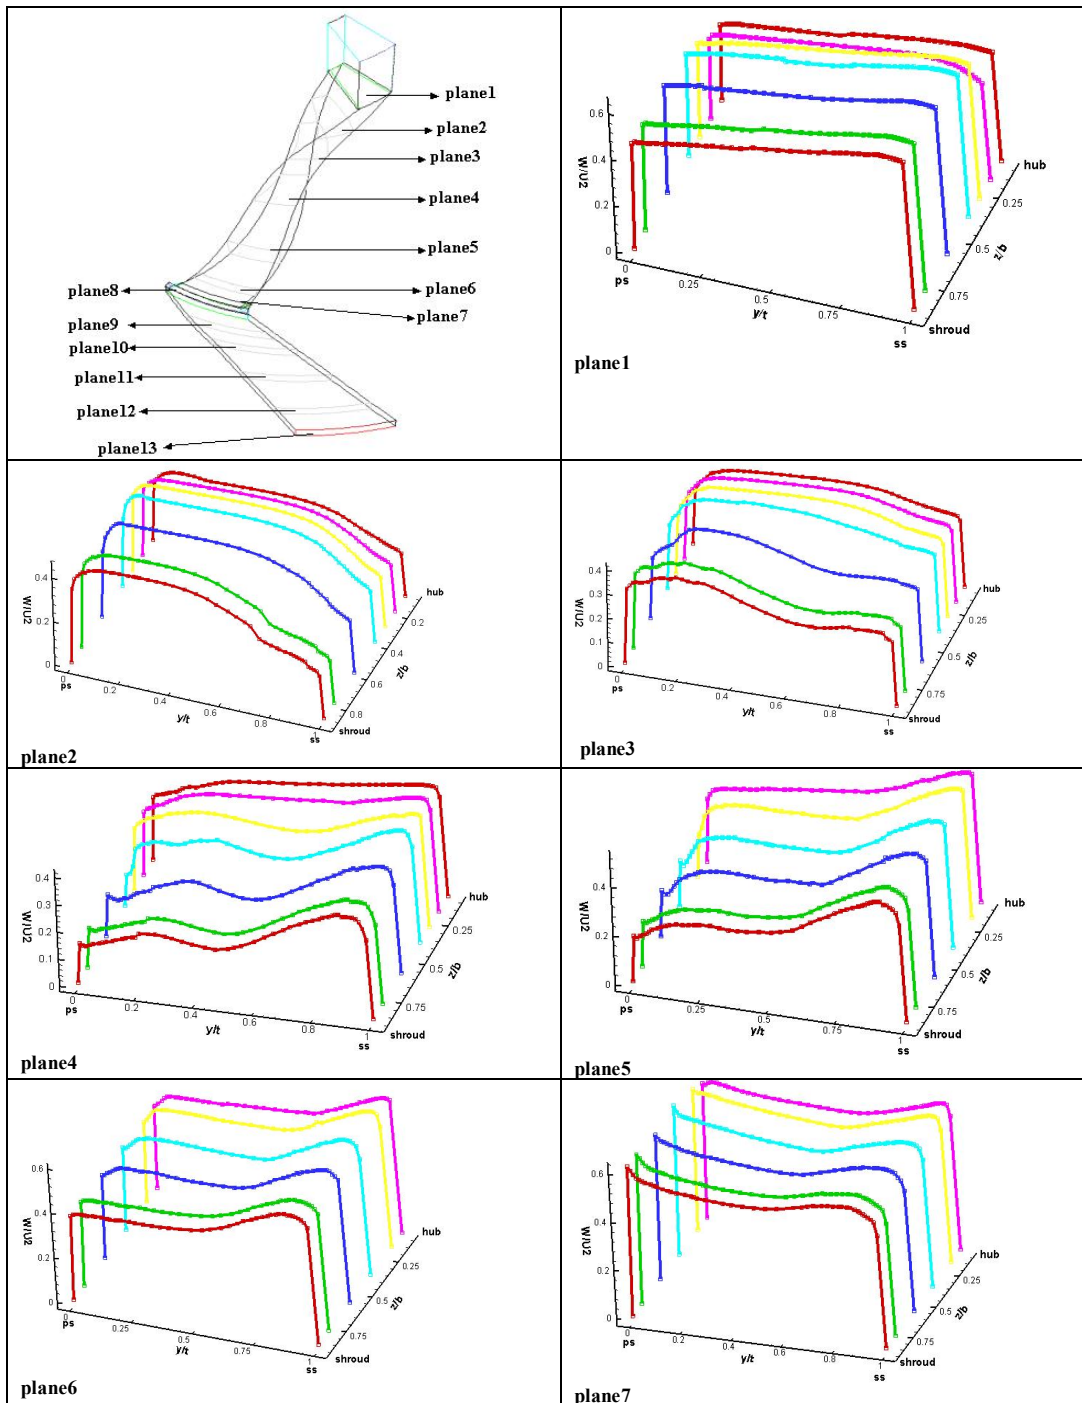 plane1
plane2
plane3
plane4
plane5
plane6
plane7
plane8
plane9
plane10
plane11
plane12
plane13
W/U2
0.6
0.4
0.2
0
ps
0.25
0.5
y/t
0.75
1
ss
shroud
0.75
0.5
z/b
0.25
hub
plane1
W/U2
0.4
0.2
0
0
ps
0.2
0.4
y/t
0.6
0.8
1
ss
shroud
0.8
0.6
z/b
0.4
0.2
hub
plane2
W/U2
0.4
0.3
0.2
0.1
0
0
ps
0.2
0.4
y/t
0.6
0.8
1
ss
shroud
0.75
0.5
z/b
0.25
hub
plane3
W/U2
0.4
0.3
0.2
0.1
0
0
ps
0.2
0.4
y/t
0.6
0.8
1
ss
shroud
0.75
0.5
z/b
0.25
hub
plane4
W/U2
0.4
0.2
0
0
ps
0.25
0.5
y/t
0.75
1
ss
shroud
0.75
0.5
z/b
0.25
hub
plane5
W/U2
0.6
0.4
0.2
0
0
ps
0.25
0.5
y/t
0.75
1
ss
shroud
0.75
0.5
z/b
0.25
hub
plane6
W/U2
0.6
0.4
0.2
0
0
ps
0.2
0.4
y/t
0.6
0.8
1
ss
shroud
0.75
0.5
z/b
0.25
hub
plane7